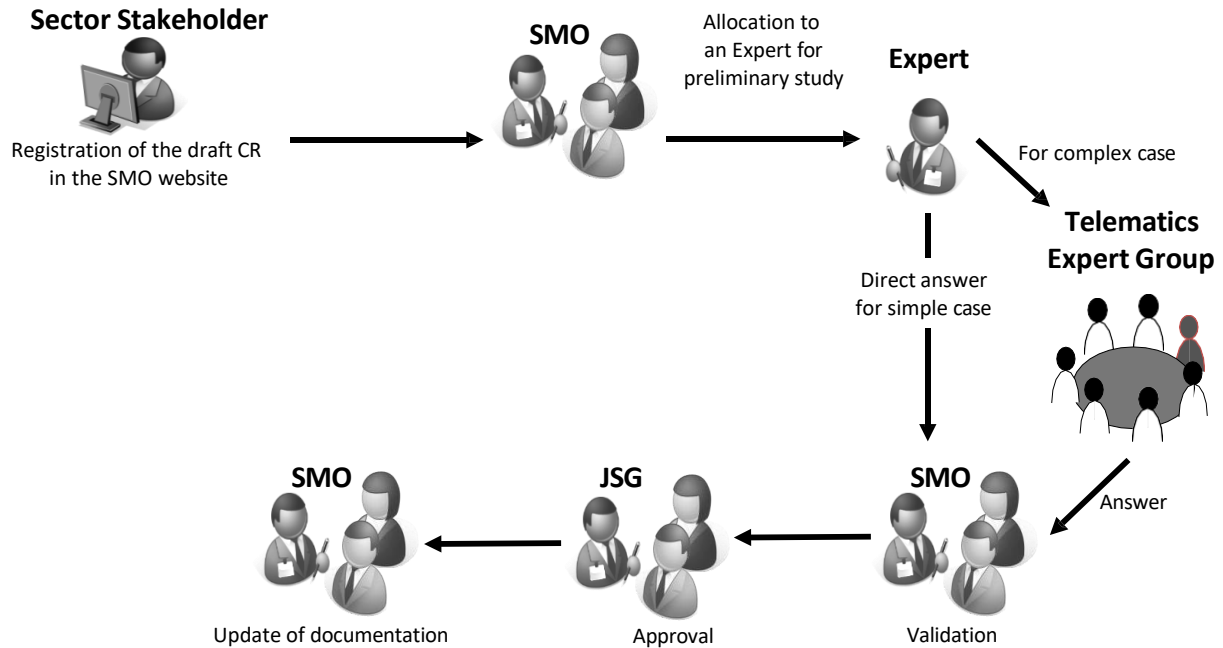 Sector Stakeholder
Registration of the draft CR
in the SMO website
SMO
Allocation to
an Expert for
preliminary study
Expert
For complex case
Telematics
Expert Group
Direct answer
for simple case
Answer
SMO
Validation
JSG
Approval
SMO
Update of documentation